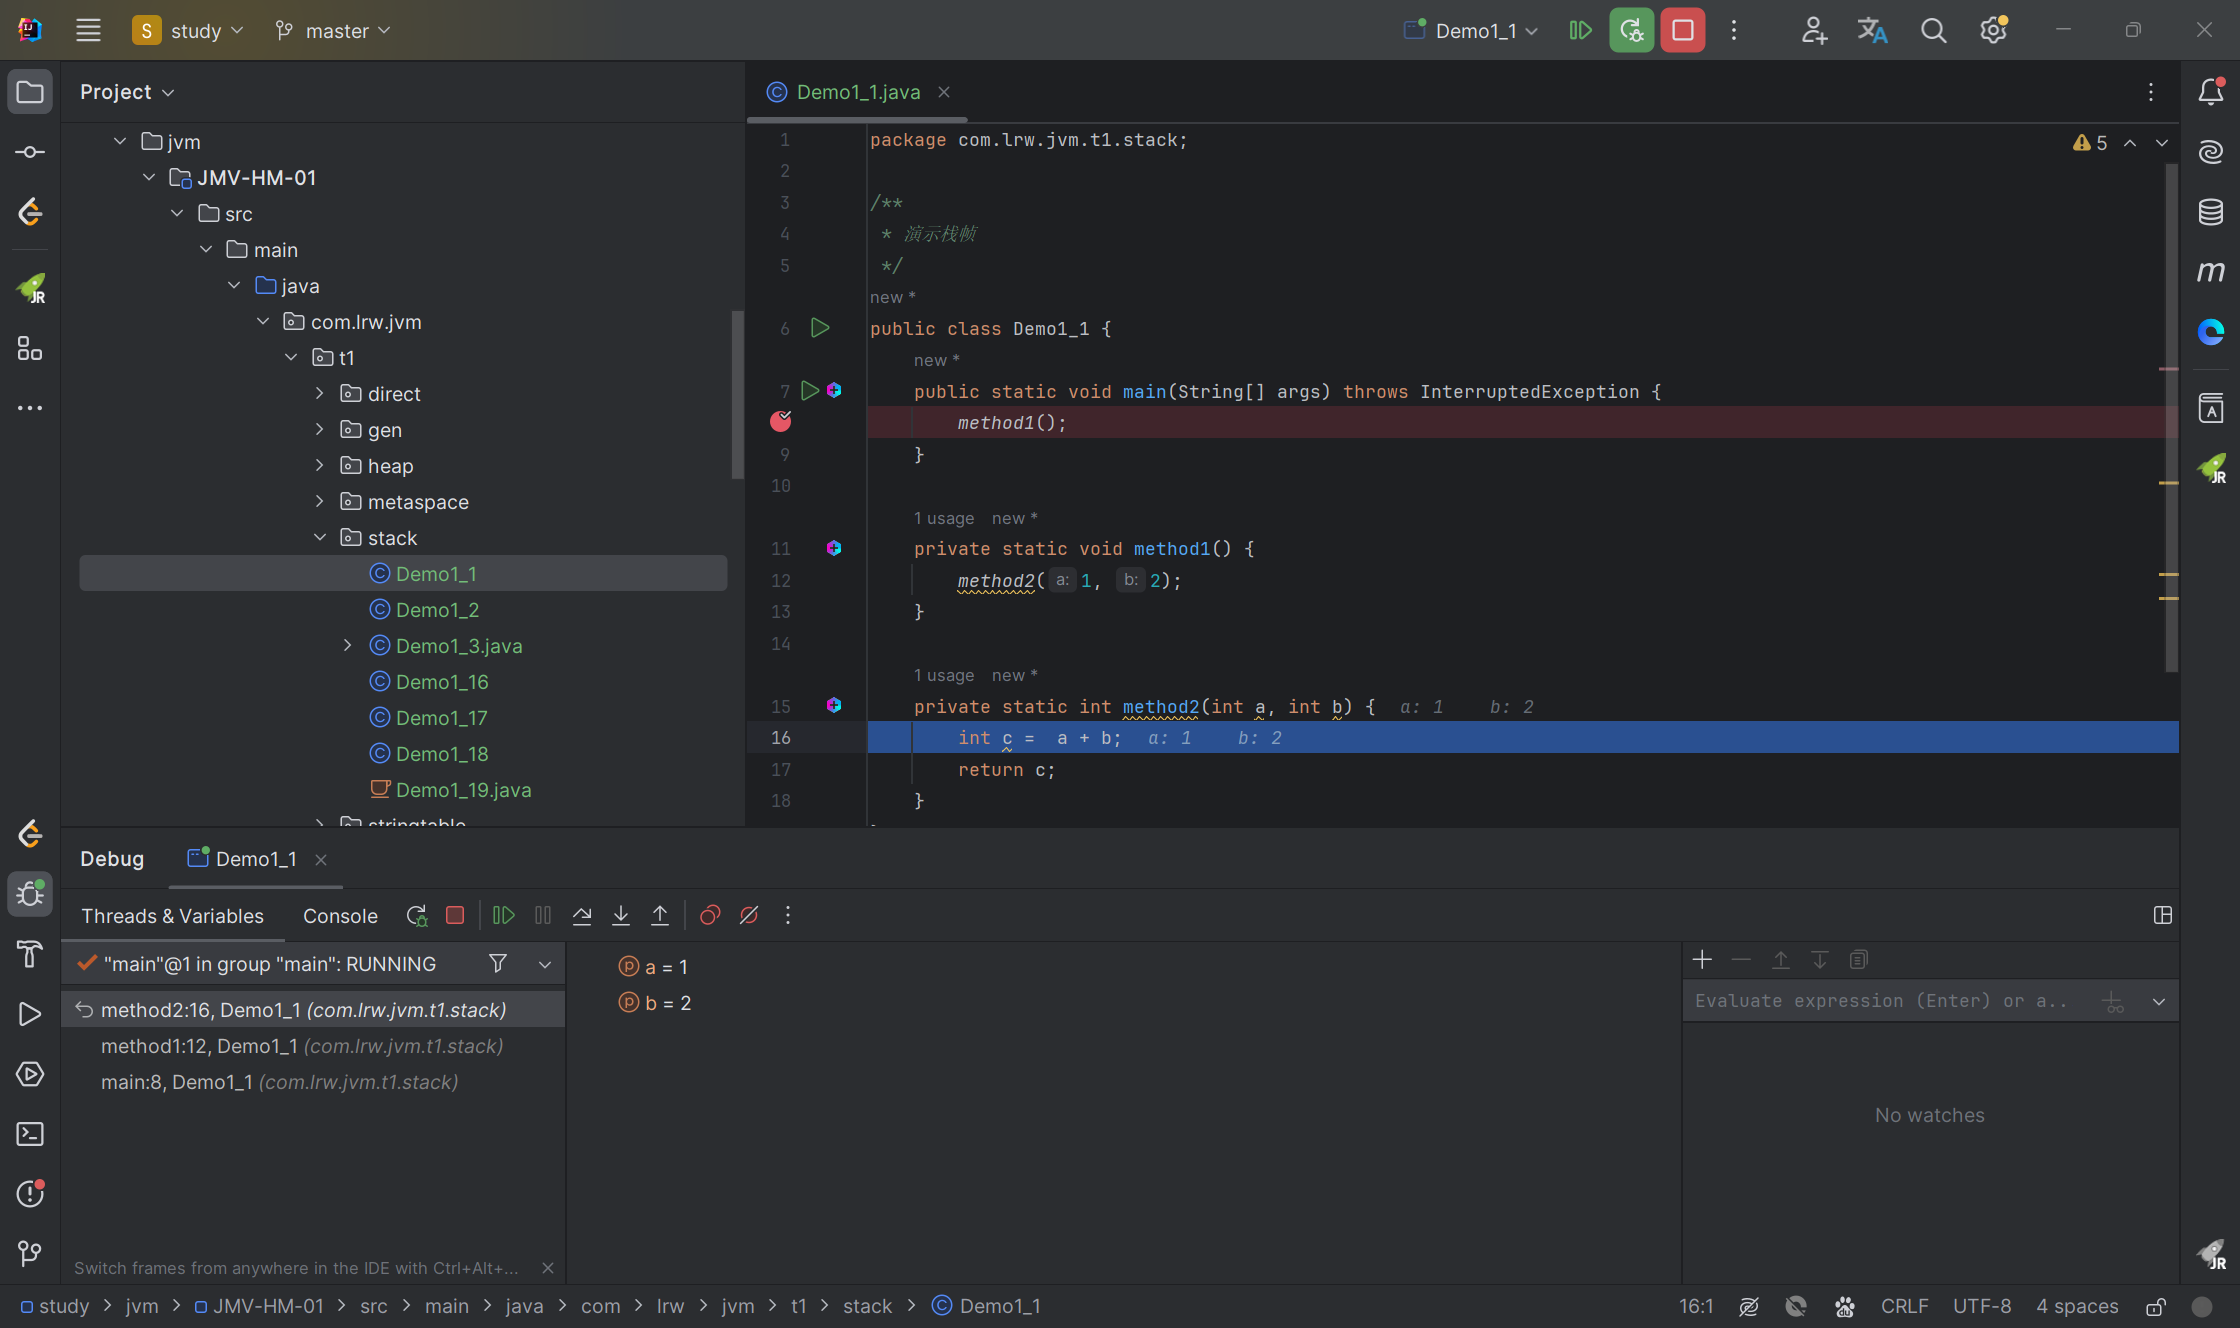 S study master Demo1_1
Project
jvm
JMV-HM-01
src
main
java
com.lrw.jvm
t1
direct
gen
heap
metaspace
stack
Demo1_1
Demo1_2
Demo1_3.java
Demo1_16
Demo1_17
Demo1_18
Demo1_19.java
stringtable
Demo1_1.java
5
1 package com.lrw.jvm.t1.stack;
2
3 /**
4 * 演示栈帧
5 */
new *
6 public class Demo1_1 {
new *
7 public static void main(String[] args) throws InterruptedException {
method1();
9 }
10
1 usage new *
11 private static void method1() {
12 method2( a: 1, b: 2);
13 }
14
1 usage new *
15 private static int method2(int a, int b) { a: 1 b: 2
16 int c = a + b; a: 1 b: 2
17 return c;
18 }
Debug Demo1_1
Threads & Variables Console
"main"@1 in group "main": RUNNING
method2:16, Demo1_1 (com.lrw.jvm.t1.stack)
method1:12, Demo1_1 (com.lrw.jvm.t1.stack)
main:8, Demo1_1 (com.lrw.jvm.t1.stack)
Switch frames from anywhere in the IDE with Ctrl+Alt+...
a = 1
b = 2
Evaluate expression (Enter) or a..
No watches
study > jvm > JMV-HM-01 > src > main > java > com > lrw > jvm > t1 > stack > Demo1_1
16:1 CRLF UTF-8 4 spaces